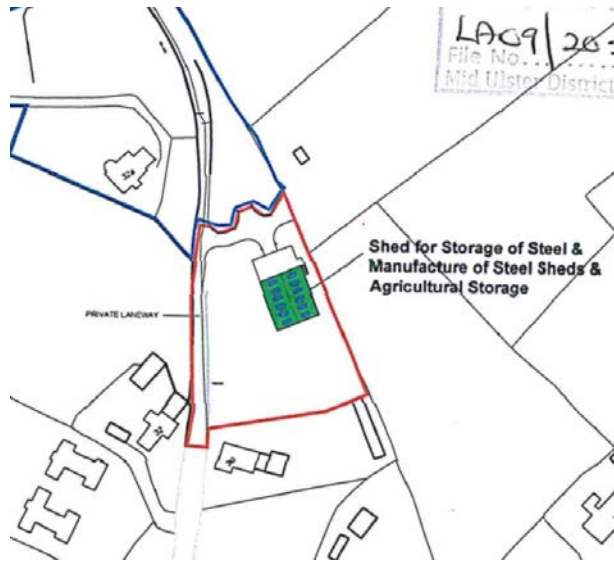 LA09/20
File No..........
Mid Ulster District
32a
Shed for Storage of Steel &
Manufacture of Steel Sheds &
Agricultural Storage
PRIVATE LANEWAY